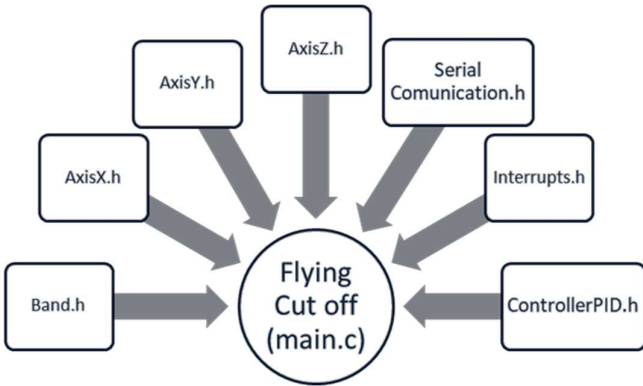 AxisZ.h
AxisY.h
Serial
Comunication.h
AxisX.h
Interrupts.h
Flying
Cut off
(main.c)
Band.h
ControllerPID.h